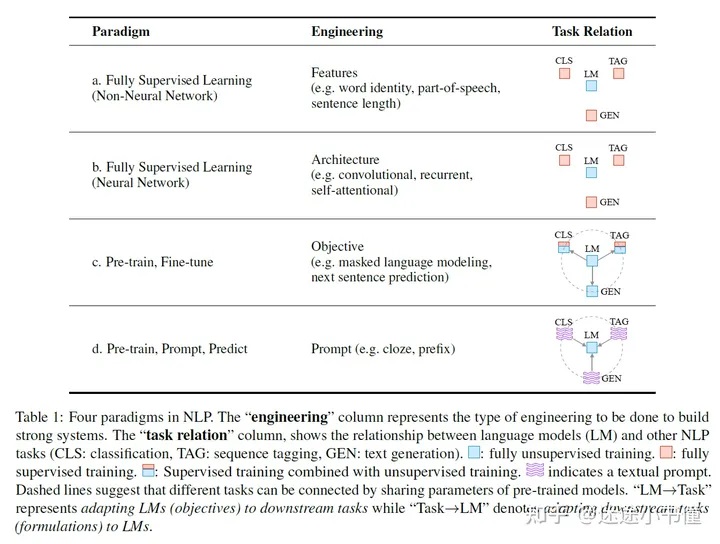 Paradigm Engineering Task Relation
a. Fully Supervised Learning
(Non-Neural Network)
Features
(e.g. word identity, part-of-speech,
sentence length)
CLS TAG
LM
GEN
b. Fully Supervised Learning
(Neural Network)
Architecture
(e.g. convolutional, recurrent,
self-attentional)
CLS TAG
LM
GEN
c. Pre-train, Fine-tune
Objective
(e.g. masked language modeling,
next sentence prediction)
CLS TAG
LM
GEN
d. Pre-train, Prompt, Predict
Prompt (e.g. cloze, prefix)
CLS TAG
LM
GEN
Table 1: Four paradigms in NLP. The “engineering” column represents the type of engineering to be done to build
strong systems. The “task relation” column, shows the relationship between language models (LM) and other NLP
tasks (CLS: classification, TAG: sequence tagging, GEN: text generation). : fully unsupervised training. : fully
supervised training. : Supervised training combined with unsupervised training. indicates a textual prompt.
Dashed lines suggest that different tasks can be connected by sharing parameters of pre-trained models. “LM→Task”
represents adapting LMs (objectives) to downstream tasks while “Task→LM” denotes adapting downstream tasks
(formulations) to LMs.
知乎 @迷途小书僮